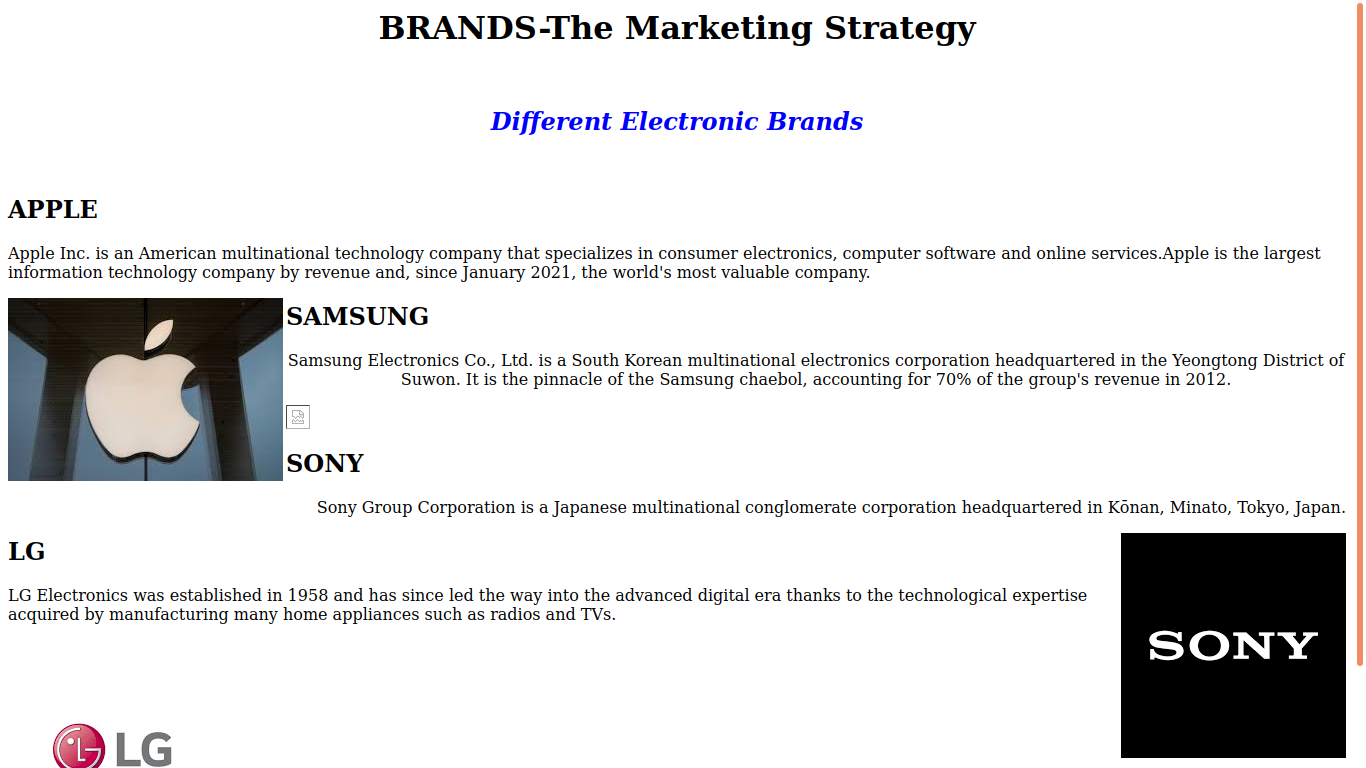 BRANDS-The Marketing Strategy
Different Electronic Brands
APPLE
Apple Inc. is an American multinational technology company that specializes in consumer electronics, computer software and online services.Apple is the largest
information technology company by revenue and, since January 2021, the world's most valuable company.
SAMSUNG
Samsung Electronics Co., Ltd. is a South Korean multinational electronics corporation headquartered in the Yeongtong District of
Suwon. It is the pinnacle of the Samsung chaebol, accounting for 70% of the group's revenue in 2012.
SONY
Sony Group Corporation is a Japanese multinational conglomerate corporation headquartered in Kōnan, Minato, Tokyo, Japan.
LG
LG Electronics was established in 1958 and has since led the way into the advanced digital era thanks to the technological expertise
acquired by manufacturing many home appliances such as radios and TVs.
SONY
LG